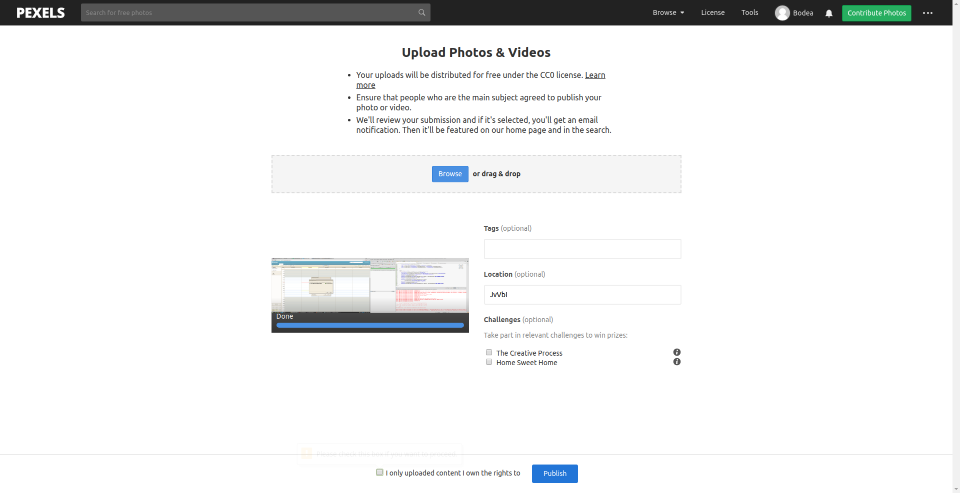 PEXELS
Search for free photos
Browse
License
Tools
Bodea
Contribute Photos
Upload Photos & Videos
Your uploads will be distributed for free under the CC0 license. Learn
more
Ensure that people who are the main subject agreed to publish your
photo or video.
We'll review your submission and if it's selected, you'll get an email
notification. Then it'll be featured on our home page and in the search.
Browse or drag & drop
Tags (optional)
Location (optional)
JvVbI
Done
Challenges (optional)
Take part in relevant challenges to win prizes:
The Creative Process
Home Sweet Home
I only uploaded content I own the rights to
Publish